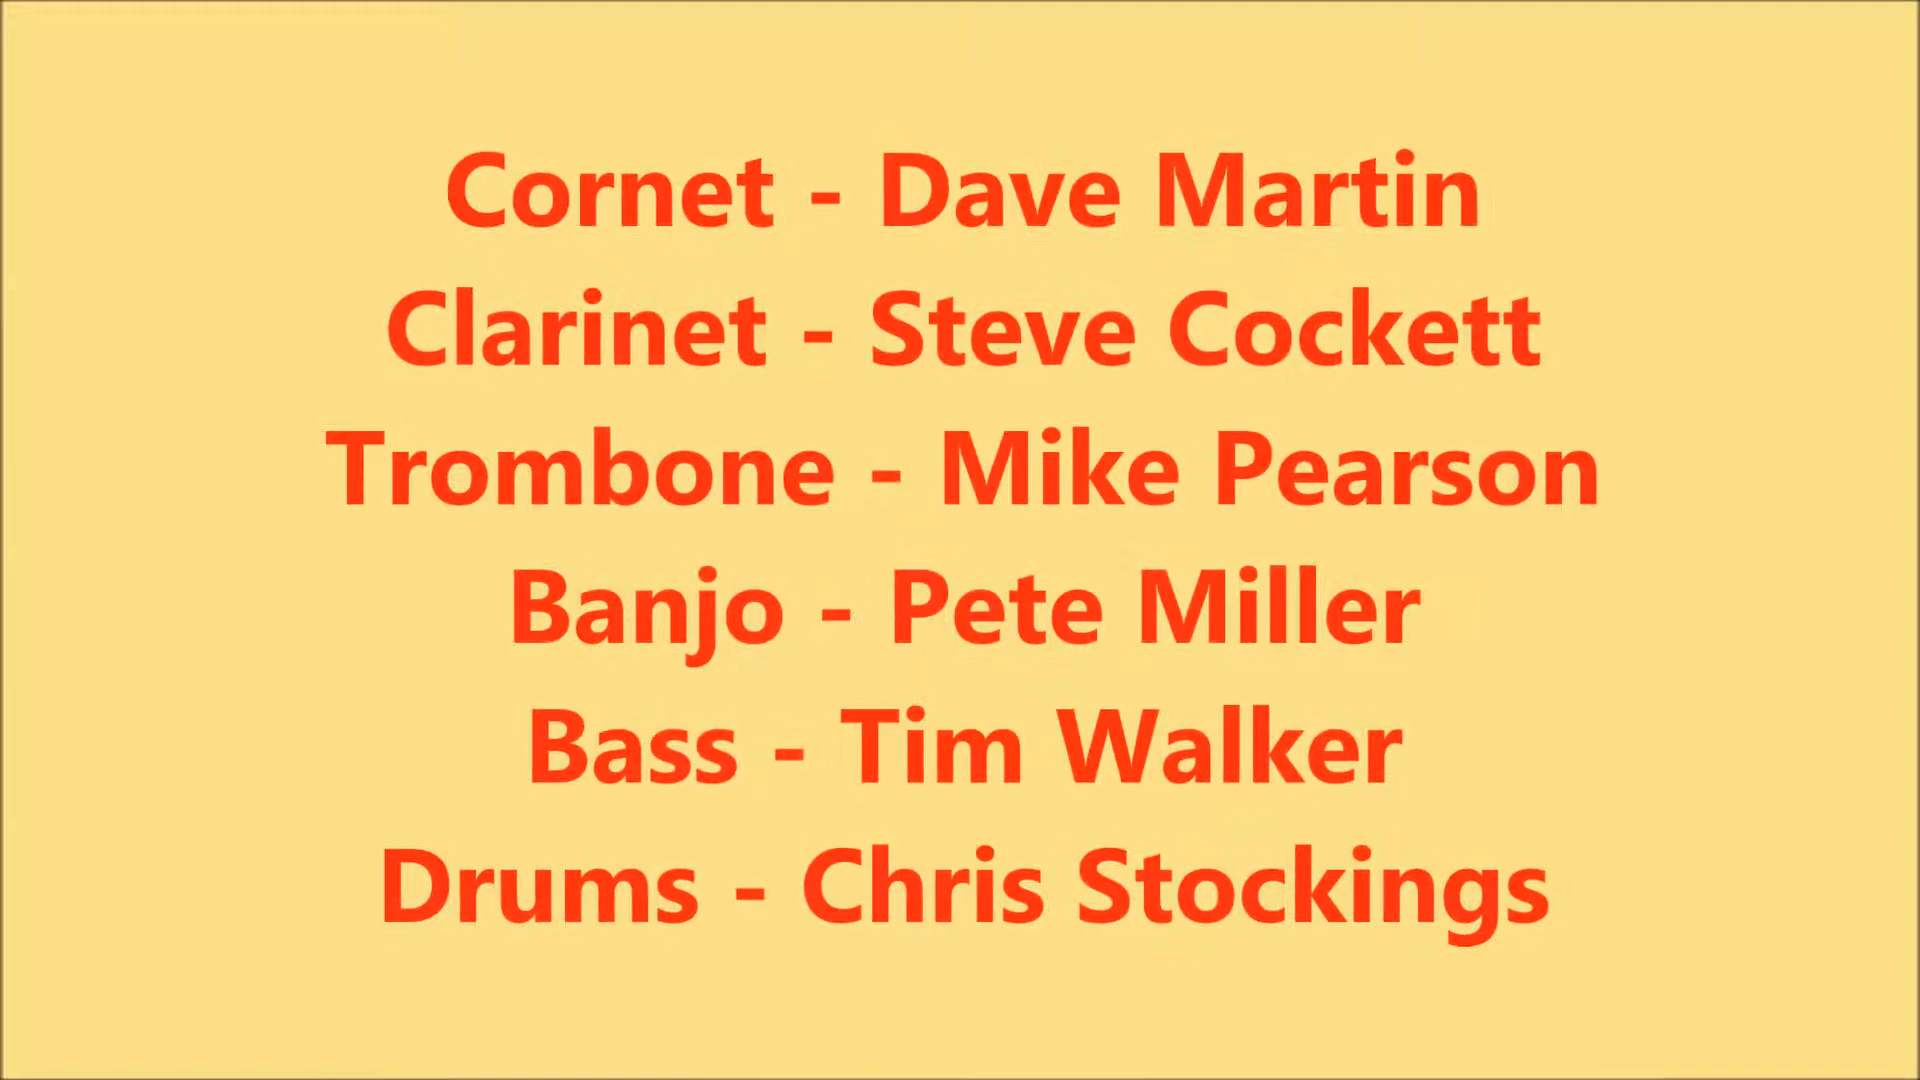 Cornet - Dave Martin
Clarinet - Steve Cockett
Trombone - Mike Pearson
Banjo - Pete Miller
Bass - Tim Walker
Drums - Chris Stockings